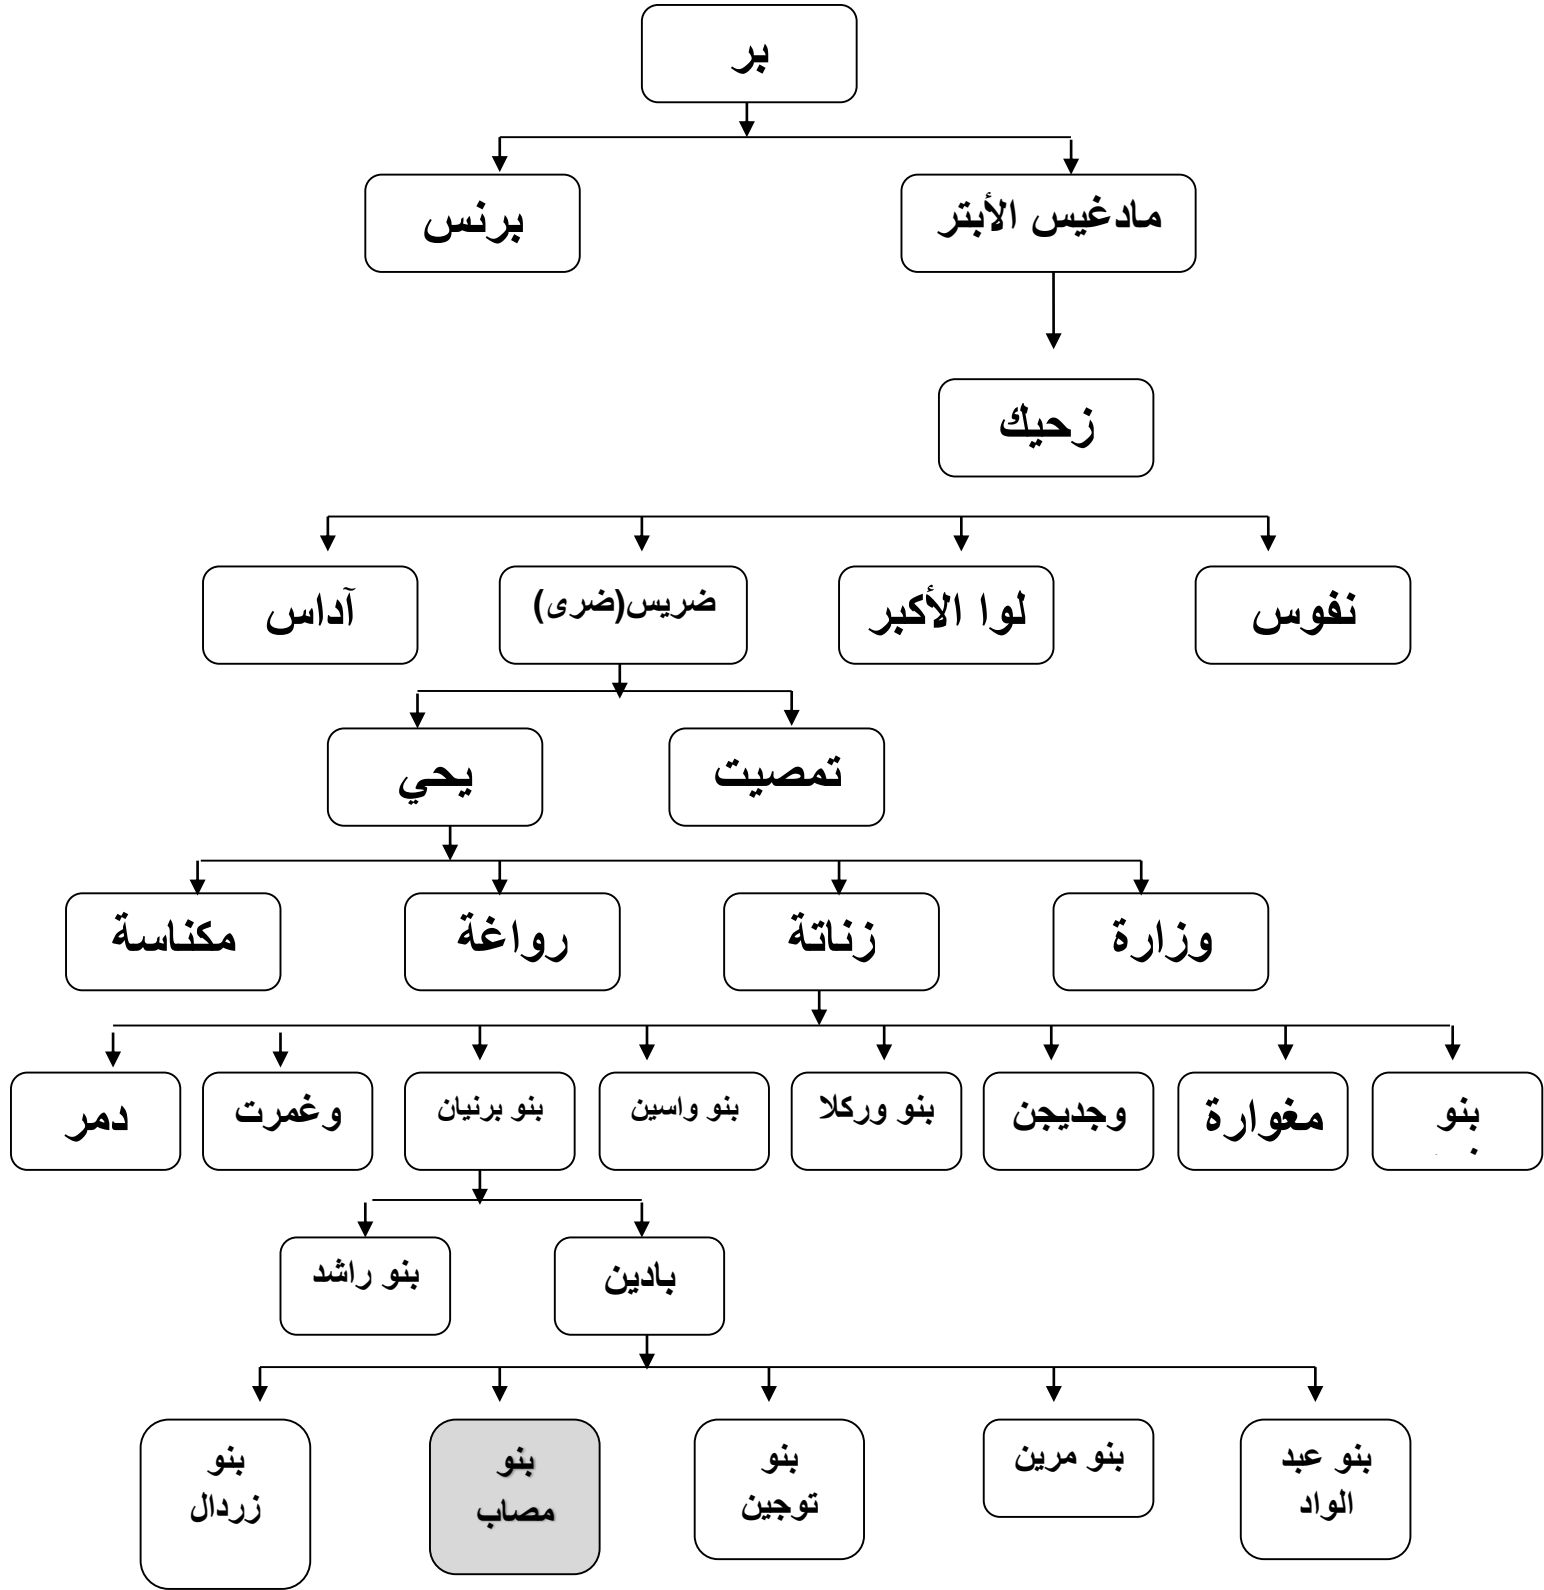 بر
مادغيس الأبتر
برنس
زحيك
نفوس
لوا الأكبر
ضريس(ضرى)
آداس
تمصيت
يحي
وزارة
زناتة
رواغة
مكناسة
بنو
مغوارة
وجديجن
بنو وركلا
بنو واسين
بنو برنيان
وغمرت
دمر
بادين
بنو راشد
بنو عبد
الواد
بنو مرين
بنو
توجين
بنو
مصاب
بنو
زردال